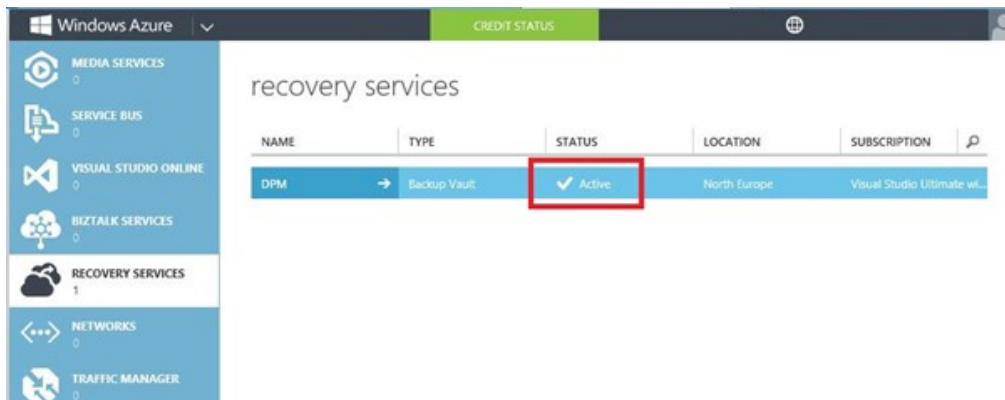 Windows Azure
CREDIT STATUS
MEDIA SERVICES
0
SERVICE BUS
0
VISUAL STUDIO ONLINE
0
BIZTALK SERVICES
0
RECOVERY SERVICES
1
NETWORKS
0
TRAFFIC MANAGER
0
recovery services
NAME TYPE STATUS LOCATION SUBSCRIPTION
DPM Backup Vault Active North Europe Visual Studio Ultimate wi...